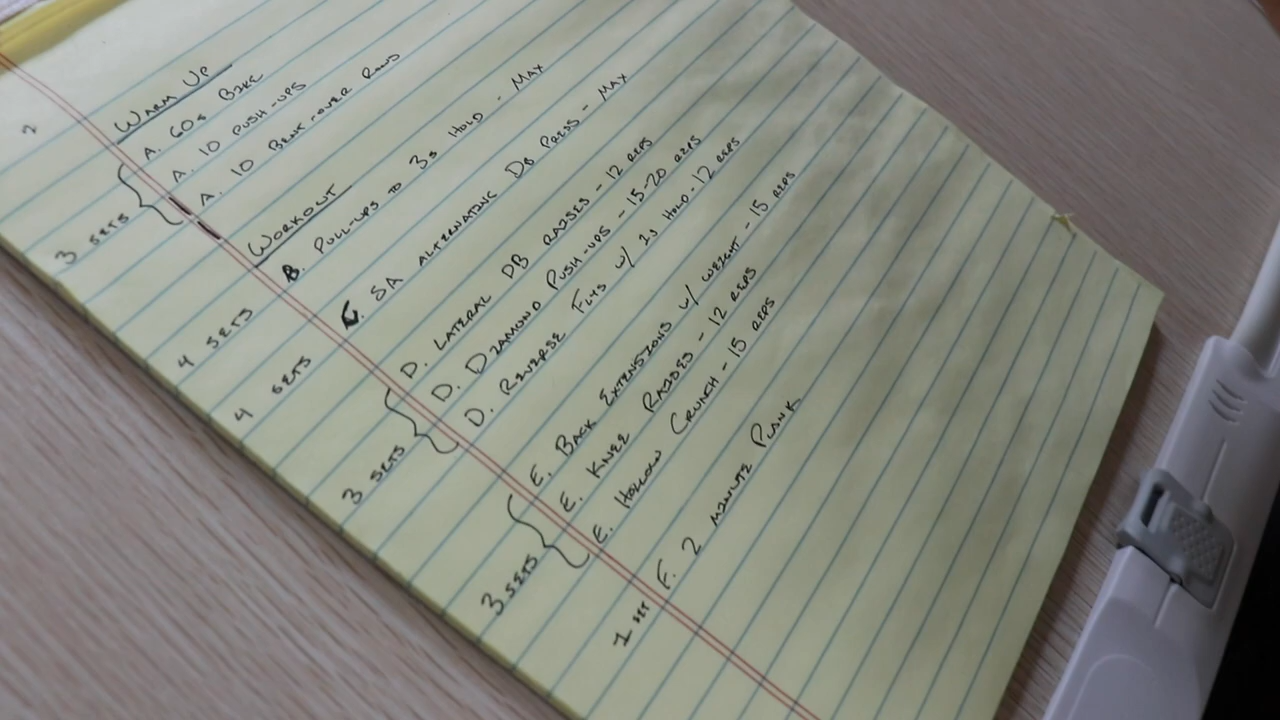 2
WARM UP
A. 60s BIKE
A. 10 PUSH-UPS
3 SETS
A. 10 BENT-OVER ROWS
WORKOUT
4 SETS B. PULL-UPS TO 3s HOLD - MAX
4 SETS C. SA ALTERNATING DB PRESS - MAX
D. LATERAL DB RAISES - 12 REPS
D. DIAMOND PUSH-UPS - 15-20 REPS
3 SETS D. REVERSE FLYS W/ 1s HOLD - 12 REPS
E. BACK EXTENSIONS W/ WEIGHT - 15 REPS
E. KNEE RAISES - 12 REPS
3 SETS E. HOLLOW CRUNCH - 15 REPS
1 SET F. 2 MINUTE PLANK